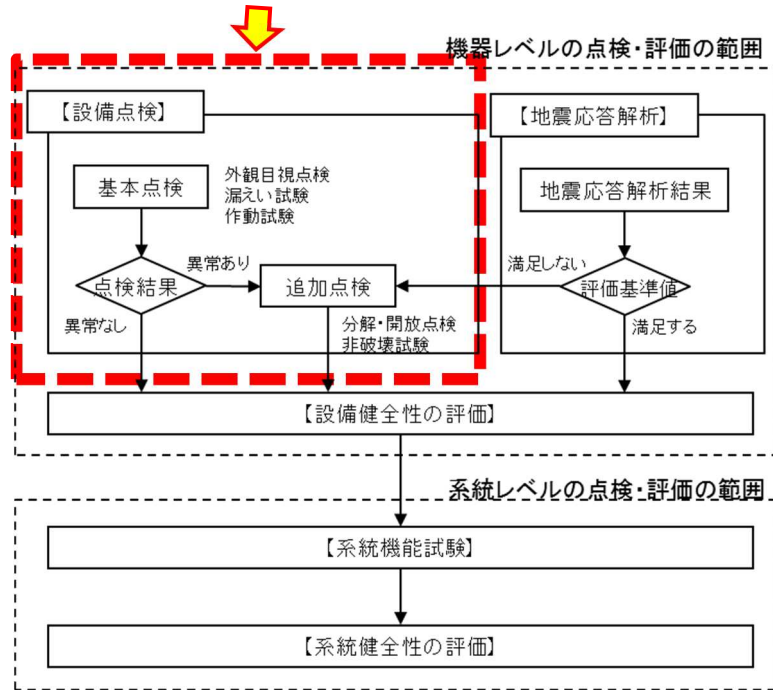 機器レベルの点検・評価の範囲
【設備点検】
【地震応答解析】
基本点検
外観目視点検
漏えい試験
作動試験
地震応答解析結果
異常あり
満足しない
点検結果
追加点検
評価基準値
異常なし
分解・開放点検
非破壊試験
満足する
【設備健全性の評価】
系統レベルの点検・評価の範囲
【系統機能試験】
【系統健全性の評価】